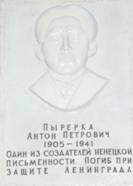 ПЫРЕРКА
АНТОН ПЕТРОВИЧ
1905 – 1941
ОДИН ИЗ СОЗДАТЕЛЕЙ НЕНЕЦКОЙ
ПИСЬМЕННОСТИ. ПОГИБ ПРИ
ЗАЩИТЕ ЛЕНИНГРАДА